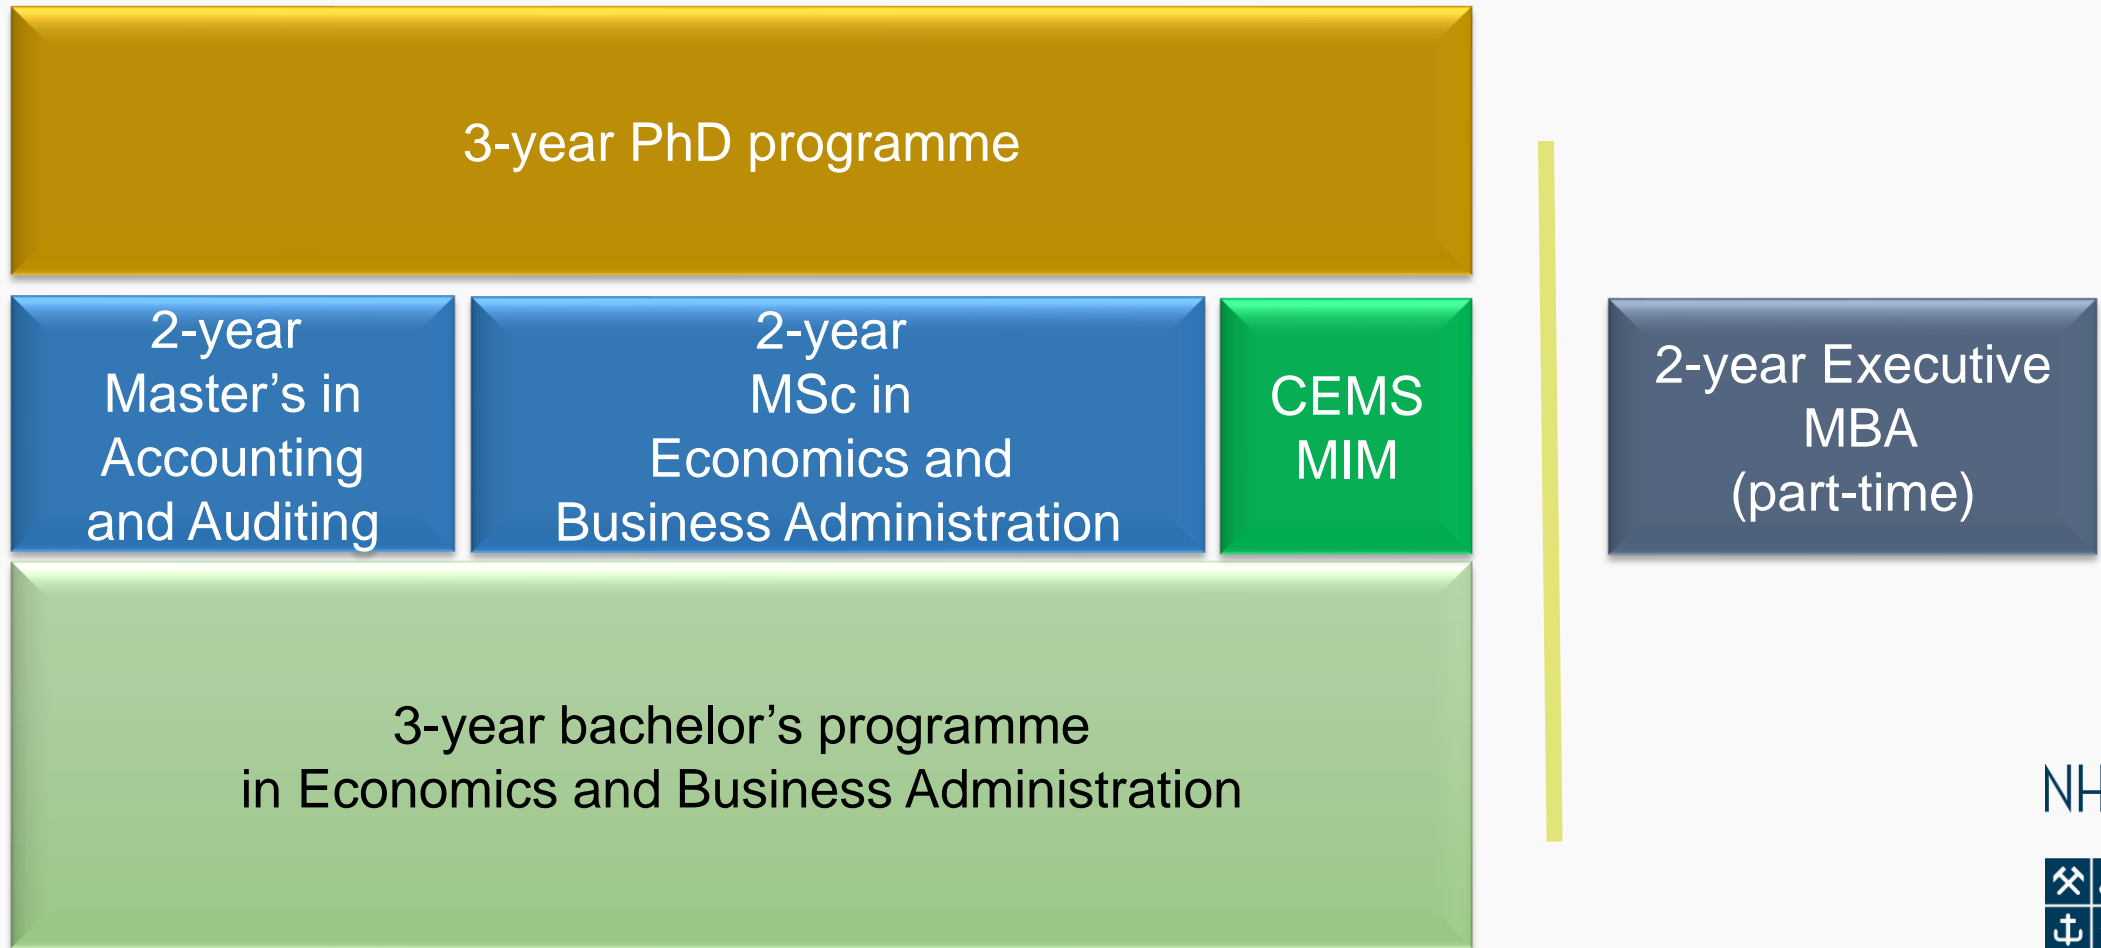 3-year PhD programme
2-year
Master’s in
Accounting
and Auditing
2-year
MSc in
Economics and
Business Administration
CEMS
MIM
2-year Executive
MBA
(part-time)
3-year bachelor’s programme
in Economics and Business Administration
NH